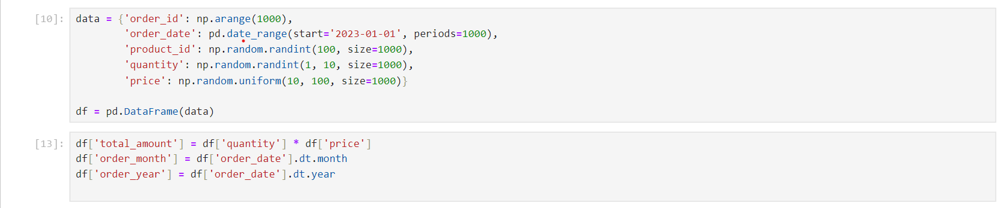 [10]: data = {'order_id': np.arange(1000),
'order_date': pd.date_range(start='2023-01-01', periods=1000),
'product_id': np.random.randint(100, size=1000),
'quantity': np.random.randint(1, 10, size=1000),
'price': np.random.uniform(10, 100, size=1000)}
df = pd.DataFrame(data)
[13]: df['total_amount'] = df['quantity'] * df['price']
df['order_month'] = df['order_date'].dt.month
df['order_year'] = df['order_date'].dt.year